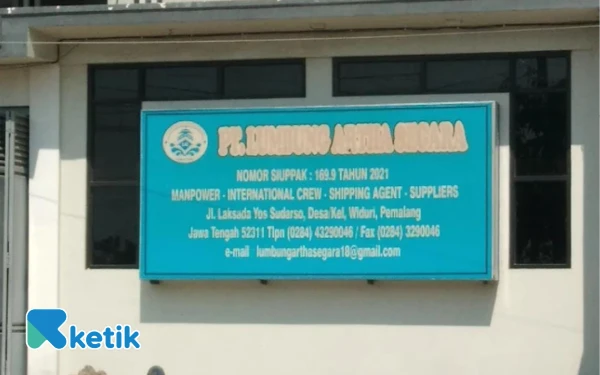 PT. LUMBUNG ARTHA SEGARA
NOMOR SIUPPAK : 169.9 TAHUN 2021
MANPOWER - INTERNATIONAL CREW - SHIPPING AGENT - SUPPLIERS
Jl. Laksada Yos Sudarso, Desa/Kel, Widuri, Pemalang
Jawa Tengah 52311 Tlpn (0284) 43290046 / Fax (0284) 3290046
e-mail lumbungarthasegara18@gmail.com
ketik